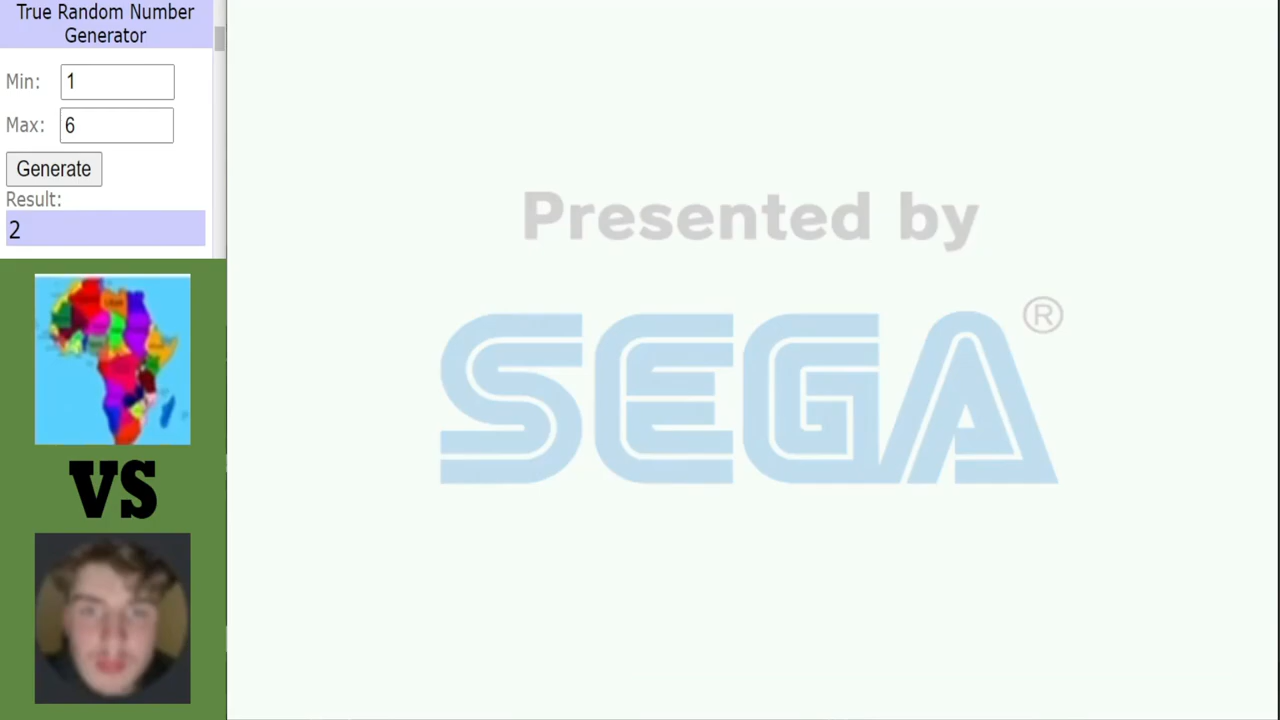 True Random Number
Generator
Min: 1
Max: 6
Generate
Result:
2
VS
Presented by
SEGA®